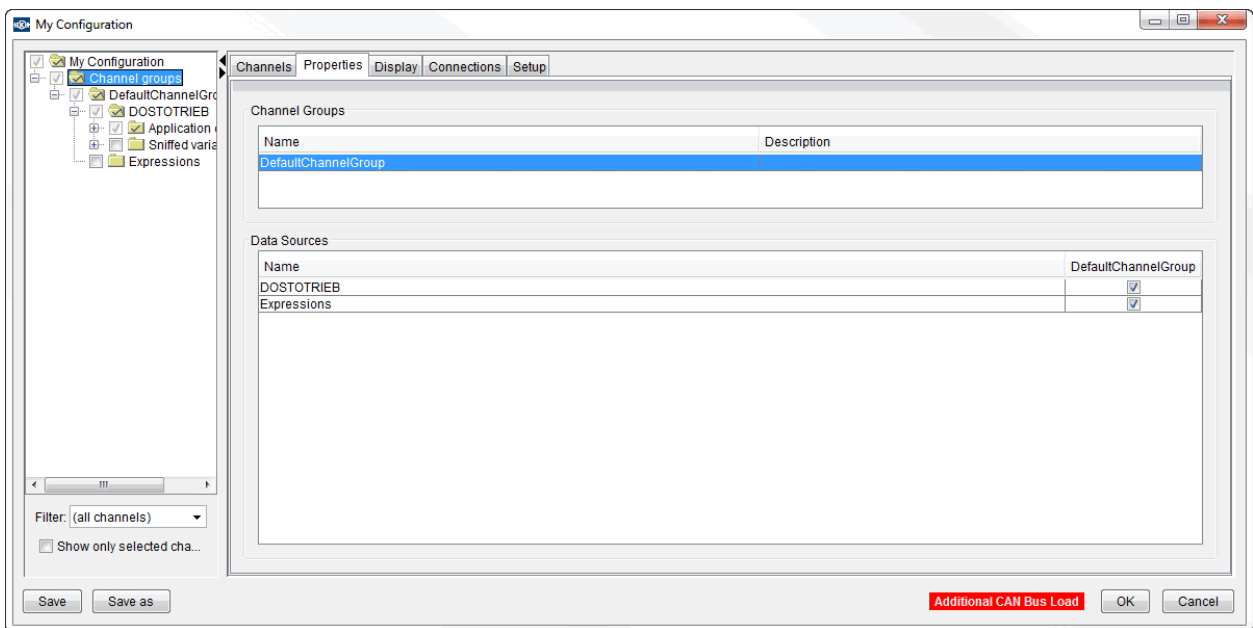 My Configuration
My Configuration
Channel groups
DefaultChannelGrc
DOSTOTRIEB
Application
Sniffed varia
Expressions
Filter: (all channels)
Show only selected cha...
Channels Properties Display Connections Setup
Channel Groups
Name Description
DefaultChannelGroup
Data Sources
Name DefaultChannelGroup
DOSTOTRIEB
Expressions
Save Save as Additional CAN Bus Load OK Cancel